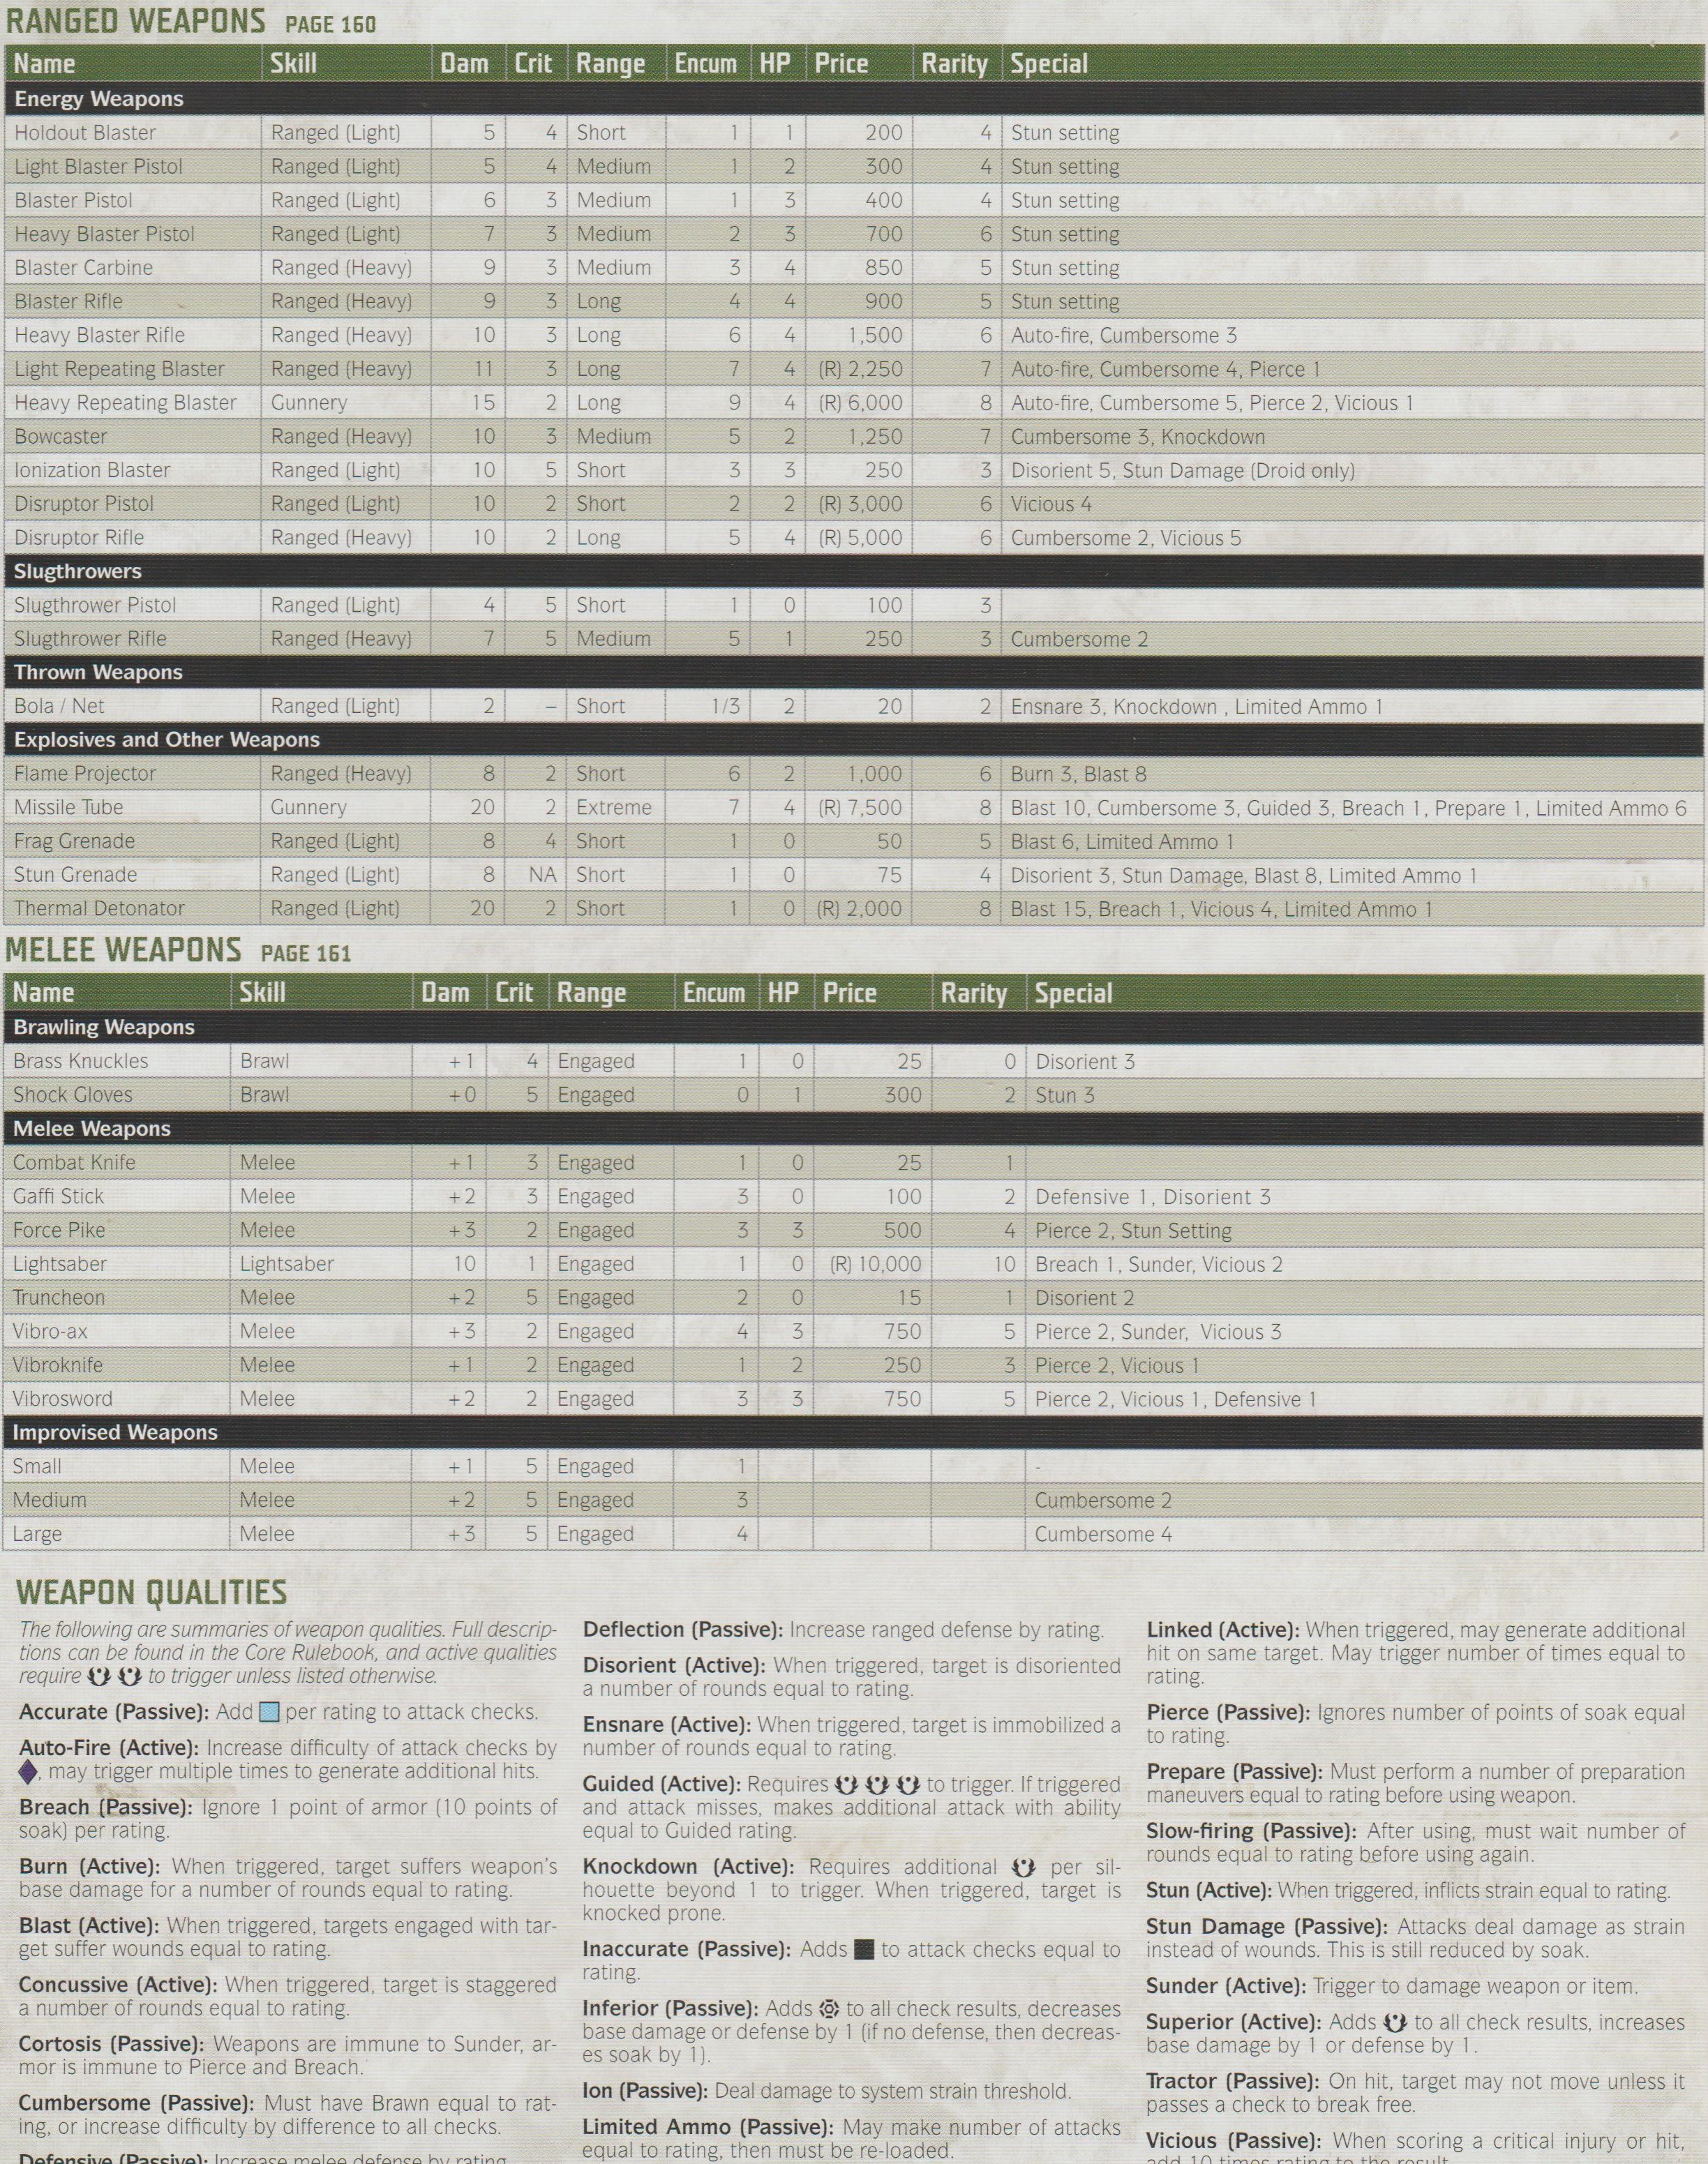 RANGED WEAPONS PAGE 160
Name Skill Dam Crit Range Encum HP Price Rarity Special
Energy Weapons
Holdout Blaster Ranged (Light) 5 4 Short 1 1 200 4 Stun setting
Light Blaster Pistol Ranged (Light) 5 4 Medium 1 2 300 4 Stun setting
Blaster Pistol Ranged (Light) 6 3 Medium 1 3 400 4 Stun setting
Heavy Blaster Pistol Ranged (Light) 7 3 Medium 2 3 700 6 Stun setting
Blaster Carbine Ranged (Heavy) 9 3 Medium 3 4 850 5 Stun setting
Blaster Rifle Ranged (Heavy) 9 3 Long 4 4 900 5 Stun setting
Heavy Blaster Rifle Ranged (Heavy) 10 3 Long 6 4 1,500 6 Auto-fire, Cumbersome 3
Light Repeating Blaster Ranged (Heavy) 11 3 Long 7 4 (R) 2,250 7 Auto-fire, Cumbersome 4, Pierce 1
Heavy Repeating Blaster Gunnery 15 2 Long 9 4 (R) 6,000 8 Auto-fire, Cumbersome 5, Pierce 2, Vicious 1
Bowcaster Ranged (Heavy) 10 3 Medium 5 2 1,250 7 Cumbersome 3, Knockdown
Ionization Blaster Ranged (Light) 10 5 Short 3 3 250 3 Disorient 5, Stun Damage (Droid only)
Disruptor Pistol Ranged (Light) 10 2 Short 2 2 (R) 3,000 6 Vicious 4
Disruptor Rifle Ranged (Heavy) 10 2 Long 5 4 (R) 5,000 6 Cumbersome 2, Vicious 5
Slugthrowers
Slugthrower Pistol Ranged (Light) 4 5 Short 1 0 100 3
Slugthrower Rifle Ranged (Heavy) 7 5 Medium 5 1 250 3 Cumbersome 2
Thrown Weapons
Bola / Net Ranged (Light) 2 – Short 1/3 2 20 2 Ensnare 3, Knockdown , Limited Ammo 1
Explosives and Other Weapons
Flame Projector Ranged (Heavy) 8 2 Short 6 2 1,000 6 Burn 3, Blast 8
Missile Tube Gunnery 20 2 Extreme 7 4 (R) 7,500 8 Blast 10, Cumbersome 3, Guided 3, Breach 1, Prepare 1, Limited Ammo 6
Frag Grenade Ranged (Light) 8 4 Short 1 0 50 5 Blast 6, Limited Ammo 1
Stun Grenade Ranged (Light) 8 NA Short 1 0 75 4 Disorient 3, Stun Damage, Blast 8, Limited Ammo 1
Thermal Detonator Ranged (Light) 20 2 Short 1 0 (R) 2,000 8 Blast 15, Breach 1, Vicious 4, Limited Ammo 1
MELEE WEAPONS PAGE 161
Name Skill Dam Crit Range Encum HP Price Rarity Special
Brawling Weapons
Brass Knuckles Brawl +1 4 Engaged 1 0 25 0 Disorient 3
Shock Gloves Brawl +0 5 Engaged 0 1 300 2 Stun 3
Melee Weapons
Combat Knife Melee +1 3 Engaged 1 0 25 1
Gaffi Stick Melee +2 3 Engaged 3 0 100 2 Defensive 1, Disorient 3
Force Pike Melee +3 2 Engaged 3 3 500 4 Pierce 2, Stun Setting
Lightsaber Lightsaber 10 1 Engaged 1 0 (R) 10,000 10 Breach 1, Sunder, Vicious 2
Truncheon Melee +2 5 Engaged 2 0 15 1 Disorient 2
Vibro-ax Melee +3 2 Engaged 4 3 750 5 Pierce 2, Sunder, Vicious 3
Vibroknife Melee +1 2 Engaged 1 2 250 3 Pierce 2, Vicious 1
Vibrosword Melee +2 2 Engaged 3 3 750 5 Pierce 2, Vicious 1, Defensive 1
Improvised Weapons
Small Melee +1 5 Engaged 1 -
Medium Melee +2 5 Engaged 3 Cumbersome 2
Large Melee +3 5 Engaged 4 Cumbersome 4
WEAPON QUALITIES
The following are summaries of weapon qualities. Full descrip-
tions can be found in the Core Rulebook, and active qualities
require to trigger unless listed otherwise.
Accurate (Passive): Add per rating to attack checks.
Auto-Fire (Active): Increase difficulty of attack checks by
, may trigger multiple times to generate additional hits.
Breach (Passive): Ignore 1 point of armor (10 points of
soak) per rating.
Burn (Active): When triggered, target suffers weapon's
base damage for a number of rounds equal to rating.
Blast (Active): When triggered, targets engaged with tar-
get suffer wounds equal to rating.
Concussive (Active): When triggered, target is staggered
a number of rounds equal to rating.
Cortosis (Passive): Weapons are immune to Sunder, ar-
mor is immune to Pierce and Breach.
Cumbersome (Passive): Must have Brawn equal to rat-
ing, or increase difficulty by difference to all checks.
Defensive (Passive): Increase melee defense by rating.
Deflection (Passive): Increase ranged defense by rating.
Disorient (Active): When triggered, target is disoriented
a number of rounds equal to rating.
Ensnare (Active): When triggered, target is immobilized a
number of rounds equal to rating.
Guided (Active): Requires to trigger. If triggered
and attack misses, makes additional attack with ability
equal to Guided rating.
Knockdown (Active): Requires additional per sil-
houette beyond 1 to trigger. When triggered, target is
knocked prone.
Inaccurate (Passive): Adds to attack checks equal to
rating.
Inferior (Passive): Adds to all check results, decreases
base damage or defense by 1 (if no defense, then decreas-
es soak by 1).
Ion (Passive): Deal damage to system strain threshold.
Limited Ammo (Passive): May make number of attacks
equal to rating, then must be re-loaded.
Linked (Active): When triggered, may generate additional
hit on same target. May trigger number of times equal to
rating.
Pierce (Passive): Ignores number of points of soak equal
to rating.
Prepare (Passive): Must perform a number of preparation
maneuvers equal to rating before using weapon.
Slow-firing (Passive): After using, must wait number of
rounds equal to rating before using again.
Stun (Active): When triggered, inflicts strain equal to rating.
Stun Damage (Passive): Attacks deal damage as strain
instead of wounds. This is still reduced by soak.
Sunder (Active): Trigger to damage weapon or item.
Superior (Active): Adds to all check results, increases
base damage by 1 or defense by 1.
Tractor (Passive): On hit, target may not move unless it
passes a check to break free.
Vicious (Passive): When scoring a critical injury or hit,
add 10 times rating to the result.